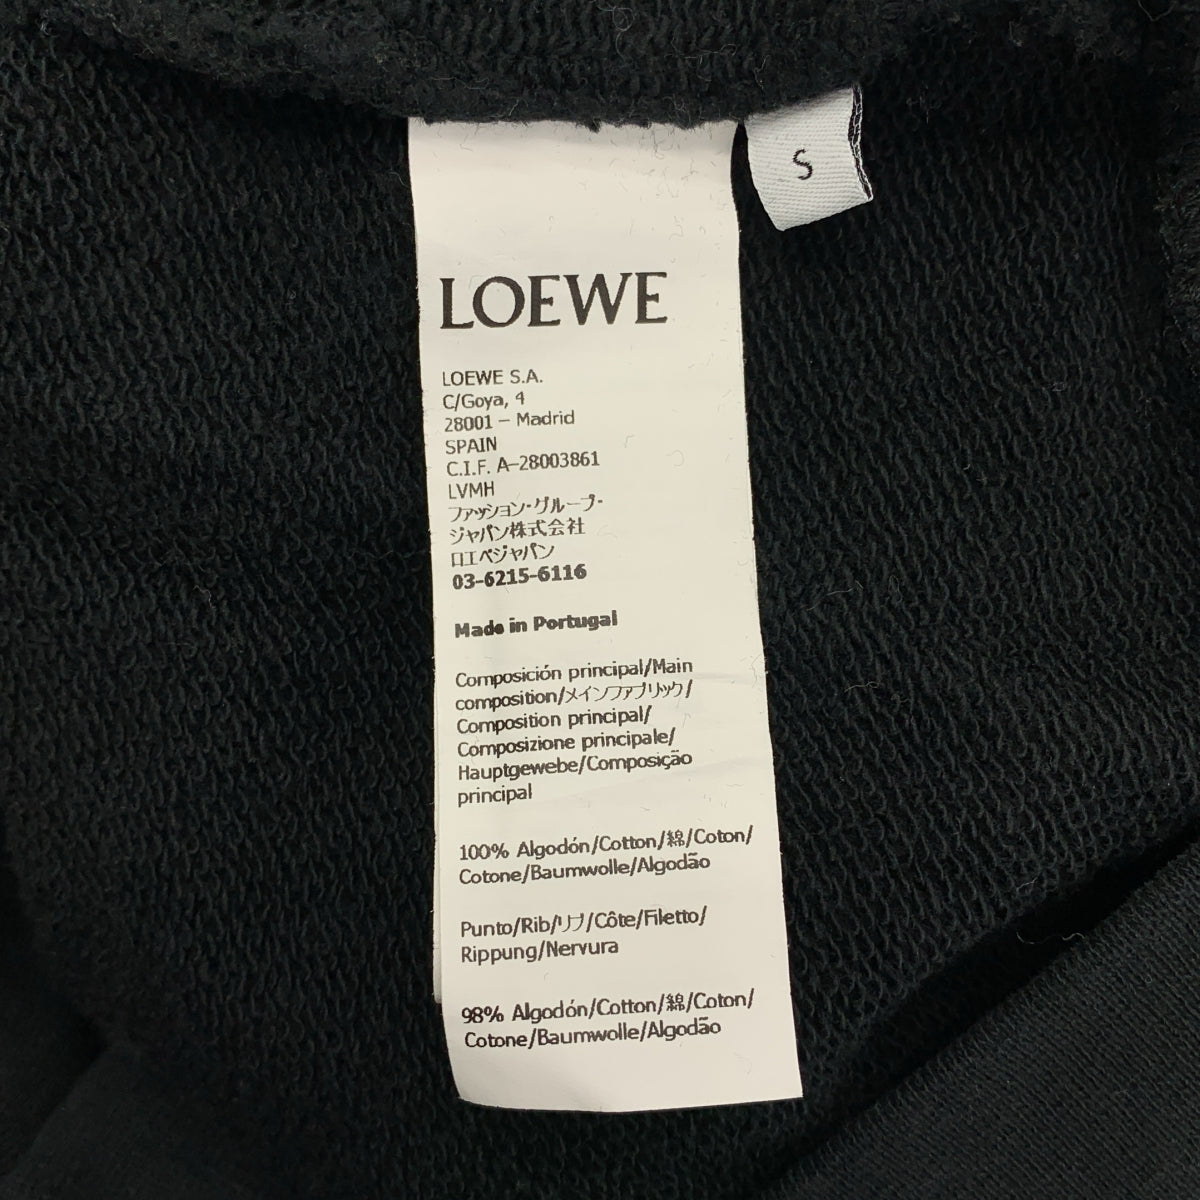 S
LOEWE
LOEWE S.A.
C/Goya, 4
28001 – Madrid
SPAIN
C.I.F. A-28003861
LVMH
ファッション・グループ・
ジャパン株式会社
ロエベジャパン
03-6215-6116
Made in Portugal
Composición principal/Main
composition/メインファブリック/
Composition principal/
Composizione principale/
Hauptgewebe/Composição
principal
100% Algodón/Cotton/綿/Coton/
Cotone/Baumwolle/Algodão
Punto/Rib/リブ/Côte/Filetto/
Rippung/Nervura
98% Algodón/Cotton/綿/Coton/
Cotone/Baumwolle/Algodão